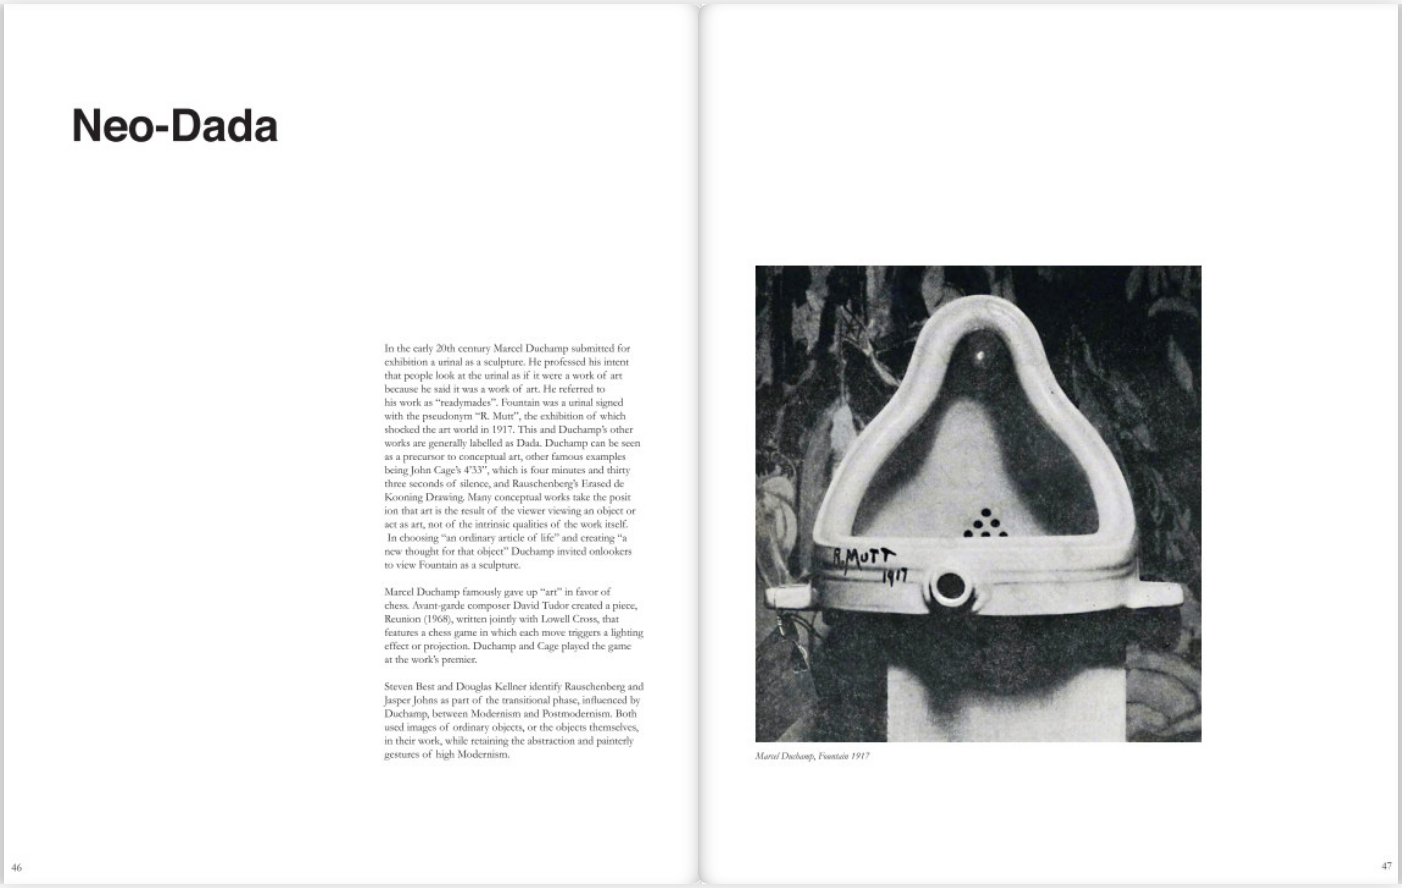 Neo-Dada
In the early 20th century Marcel Duchamp submitted for
exhibition a urinal as a sculpture. He professed his intent
that people look at the urinal as if it were a work of art
because he said it was a work of art. He referred to
his work as “readymades”. Fountain was a urinal signed
with the pseudonym “R. Mutt”, the exhibition of which
shocked the art world in 1917. This and Duchamp’s other
works are generally labelled as Dada. Duchamp can be seen
as a precursor to conceptual art, other famous examples
being John Cage’s 4’33”, which is four minutes and thirty
three seconds of silence, and Rauschenberg’s Erased de
Kooning Drawing. Many conceptual works take the posit
ion that art is the result of the viewer viewing an object or
act as art, not of the intrinsic qualities of the work itself.
In choosing “an ordinary article of life” and creating “a
new thought for that object” Duchamp invited onlookers
to view Fountain as a sculpture.
Marcel Duchamp famously gave up “art” in favor of
chess. Avant-garde composer David Tudor created a piece,
Reunion (1968), written jointly with Lowell Cross, that
features a chess game in which each move triggers a lighting
effect or projection. Duchamp and Cage played the game
at the work’s premier.
Steven Best and Douglas Kellner identify Rauschenberg and
Jasper Johns as part of the transitional phase, influenced by
Duchamp, between Modernism and Postmodernism. Both
used images of ordinary objects, or the objects themselves,
in their work, while retaining the abstraction and painterly
gestures of high Modernism.
46
R.MUTT
1917
Marcel Duchamp, Fountain 1917
47